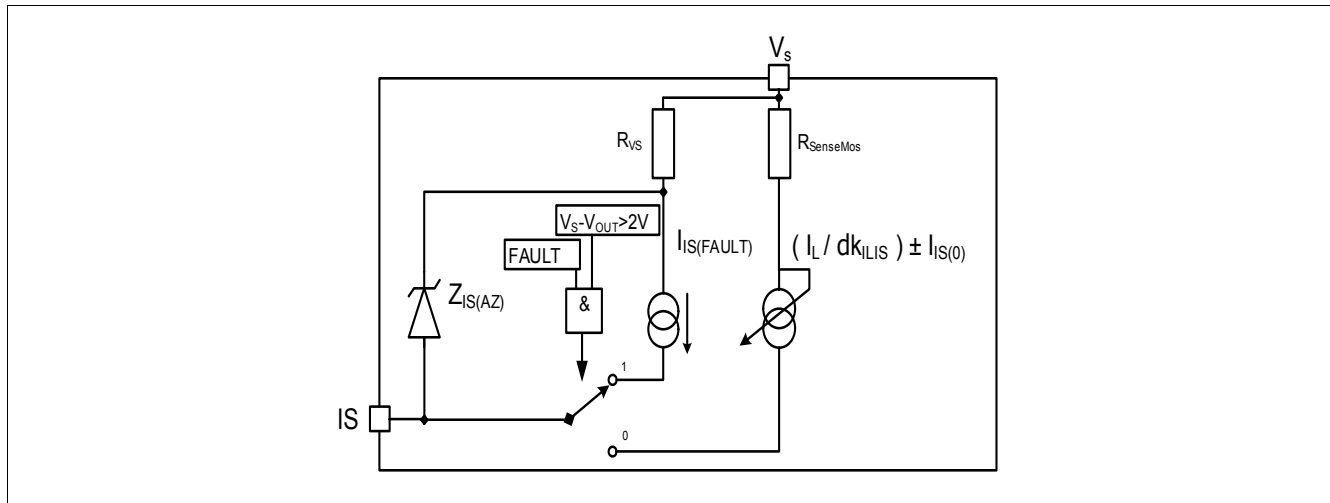 Vs
RVS
RSenseMos
VS-VOUT>2V
FAULT
IIS(FAULT)
( IL / dkILIS ) ± IIS(0)
ZIS(AZ)
&
1
IS
0